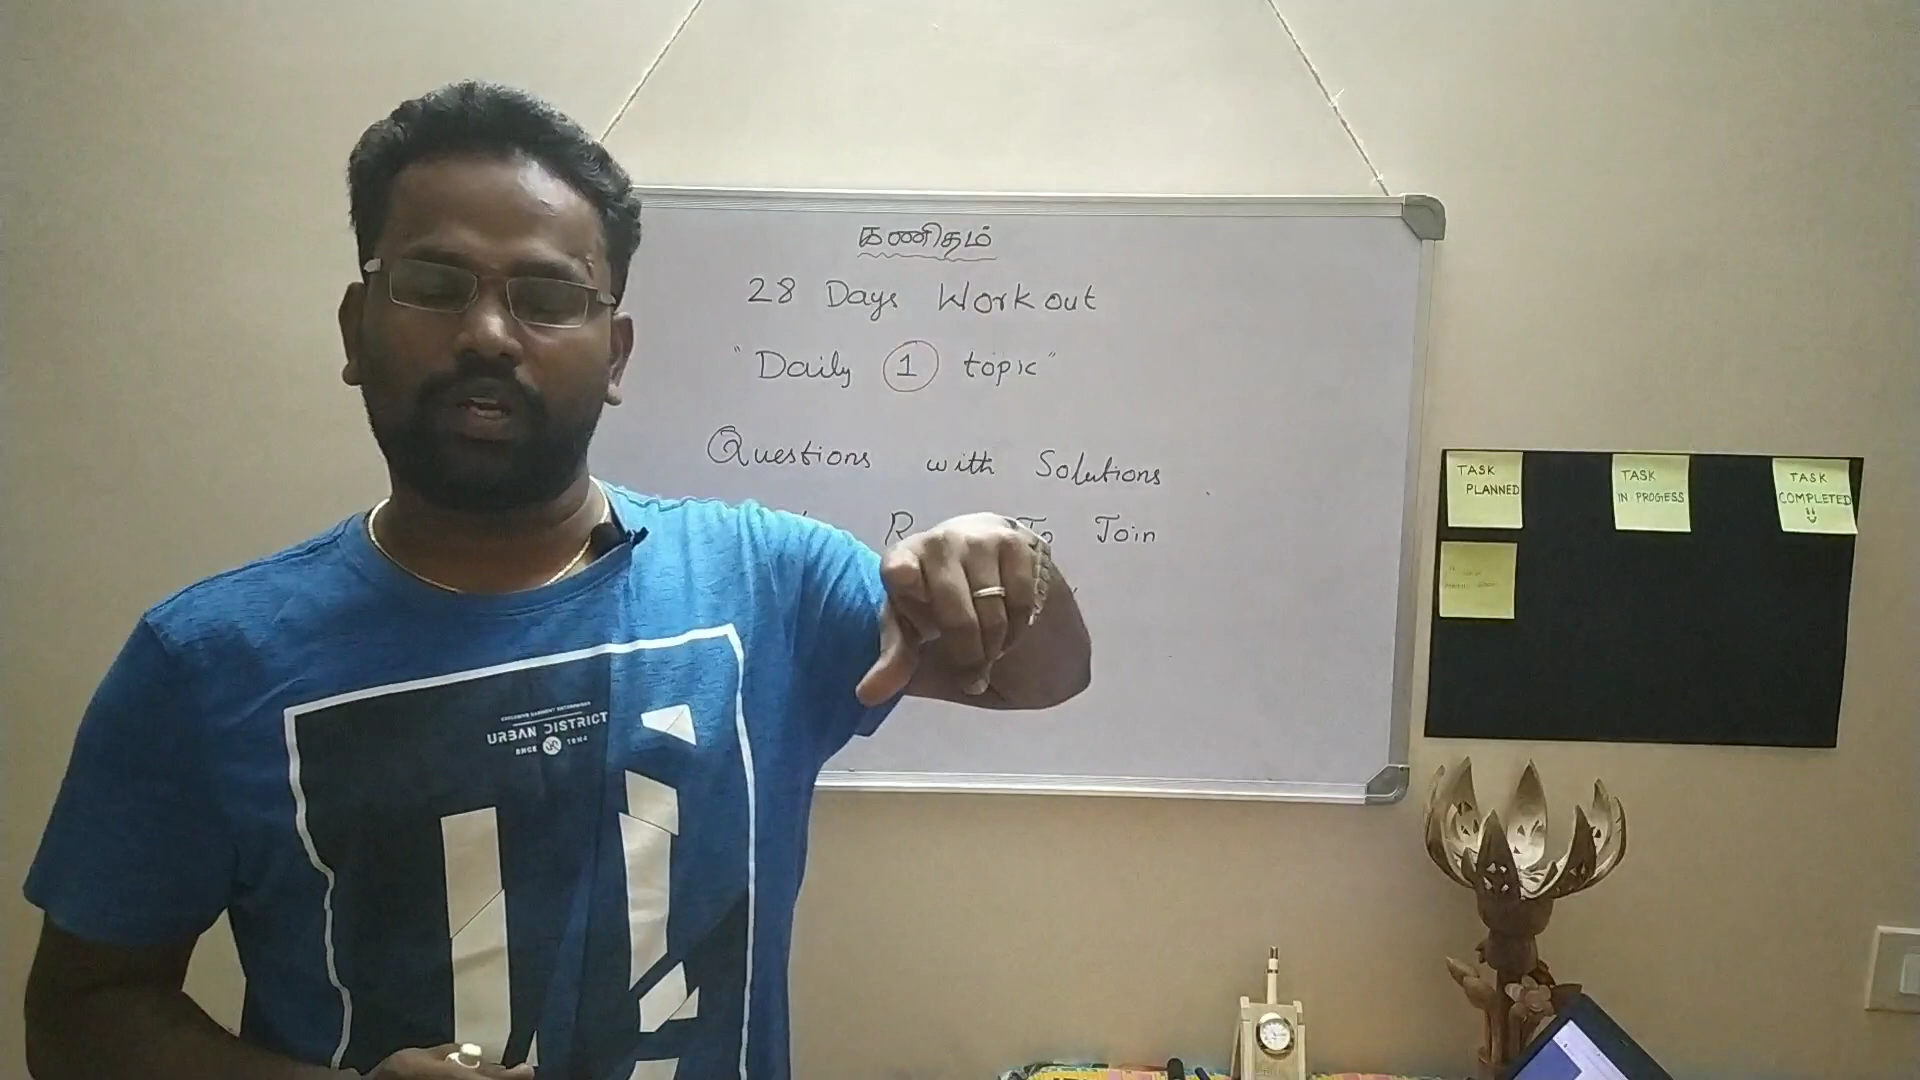 கணிதம்
28 Days Workout
"Daily 1 topic"
Questions with Solutions
To Join
TASK
PLANNED
TASK
IN PROGESS
TASK
COMPLETED
URBAN DISTRICT